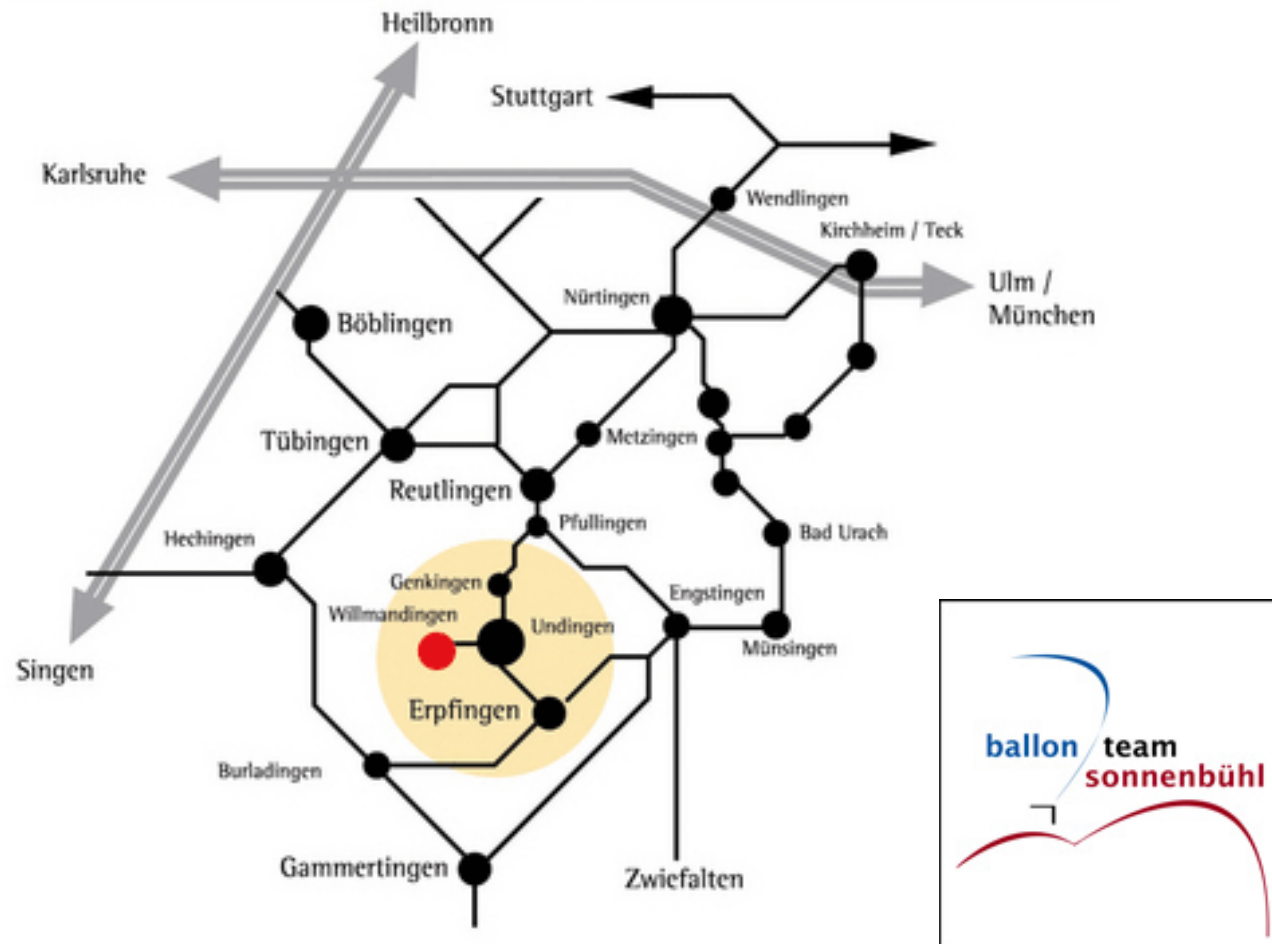 Heilbronn
Stuttgart
Karlsruhe
Wendlingen
Kirchheim / Teck
Nürtingen
Ulm /
München
Böblingen
Tübingen
Metzingen
Reutlingen
Pfullingen
Hechingen
Bad Urach
Genkingen
Engstingen
Willmandingen
Undingen
Münsingen
Singen
Erpfingen
Burladingen
Gammertingen
Zwiefalten
ballon team
sonnenbühl